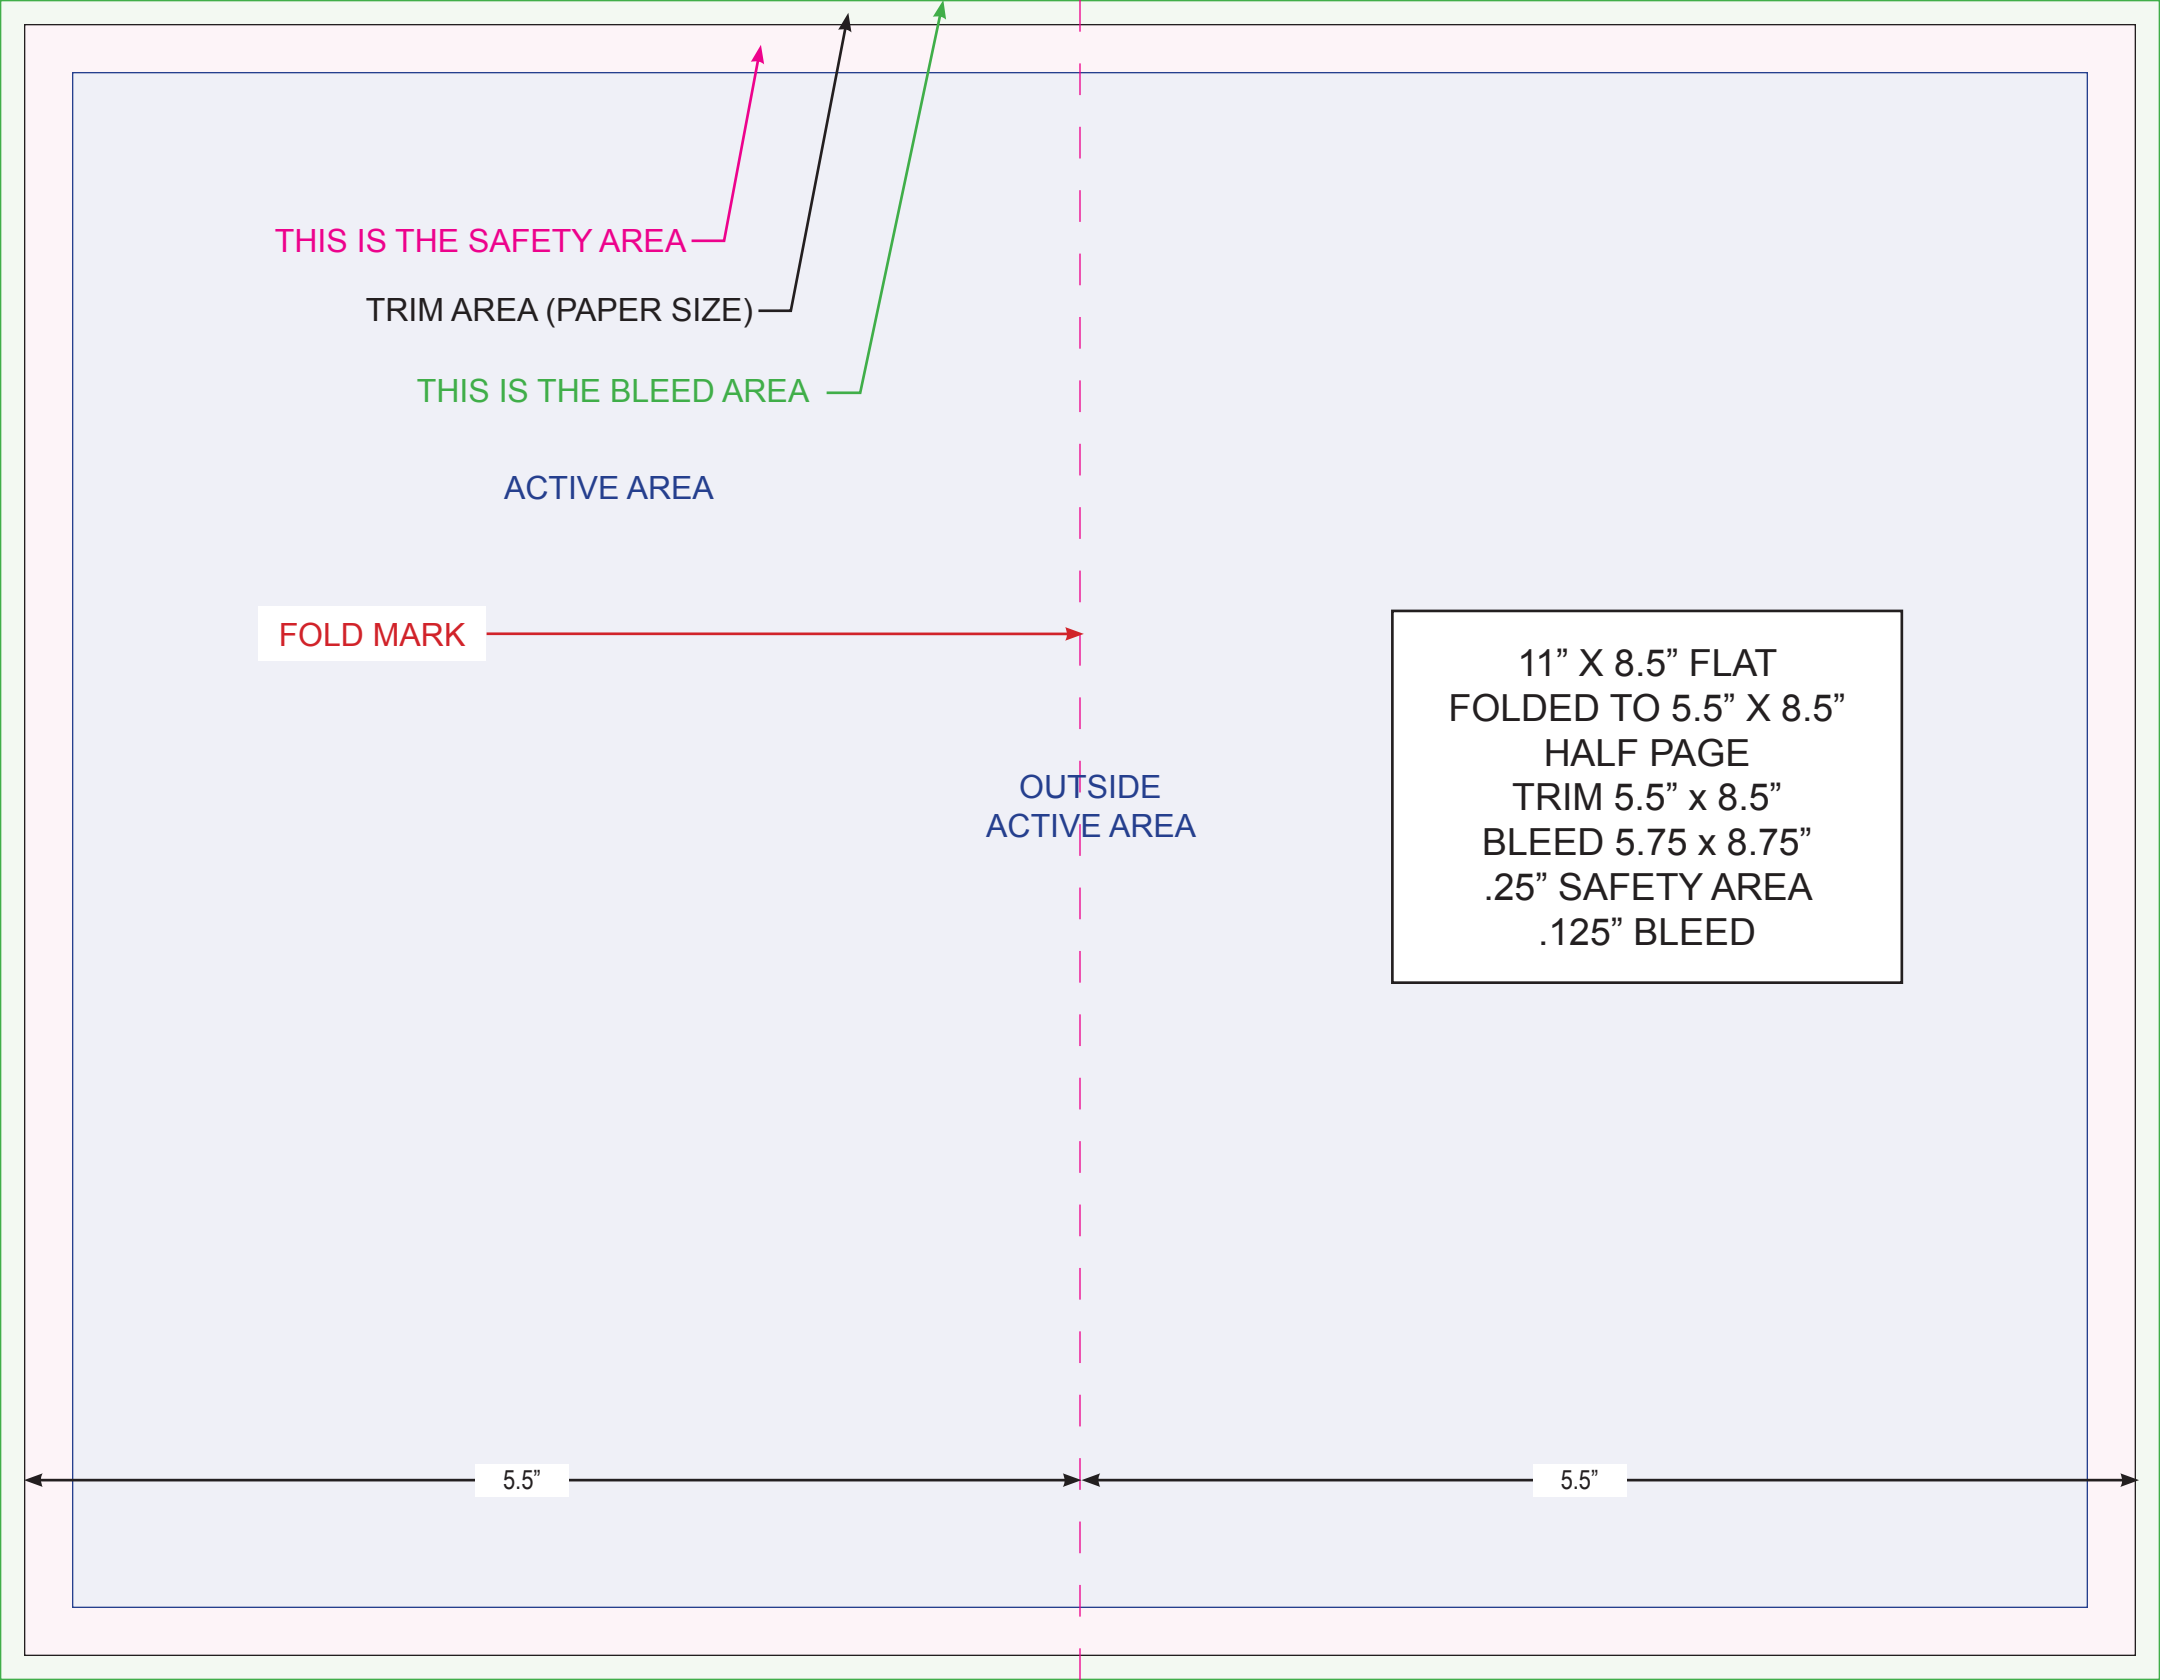 THIS IS THE SAFETY AREA
TRIM AREA (PAPER SIZE)
THIS IS THE BLEED AREA
ACTIVE AREA
FOLD MARK
OUTSIDE
ACTIVE AREA
11” X 8.5” FLAT
FOLDED TO 5.5” X 8.5”
HALF PAGE
TRIM 5.5” x 8.5”
BLEED 5.75 x 8.75”
.25” SAFETY AREA
.125” BLEED
5.5”
5.5”